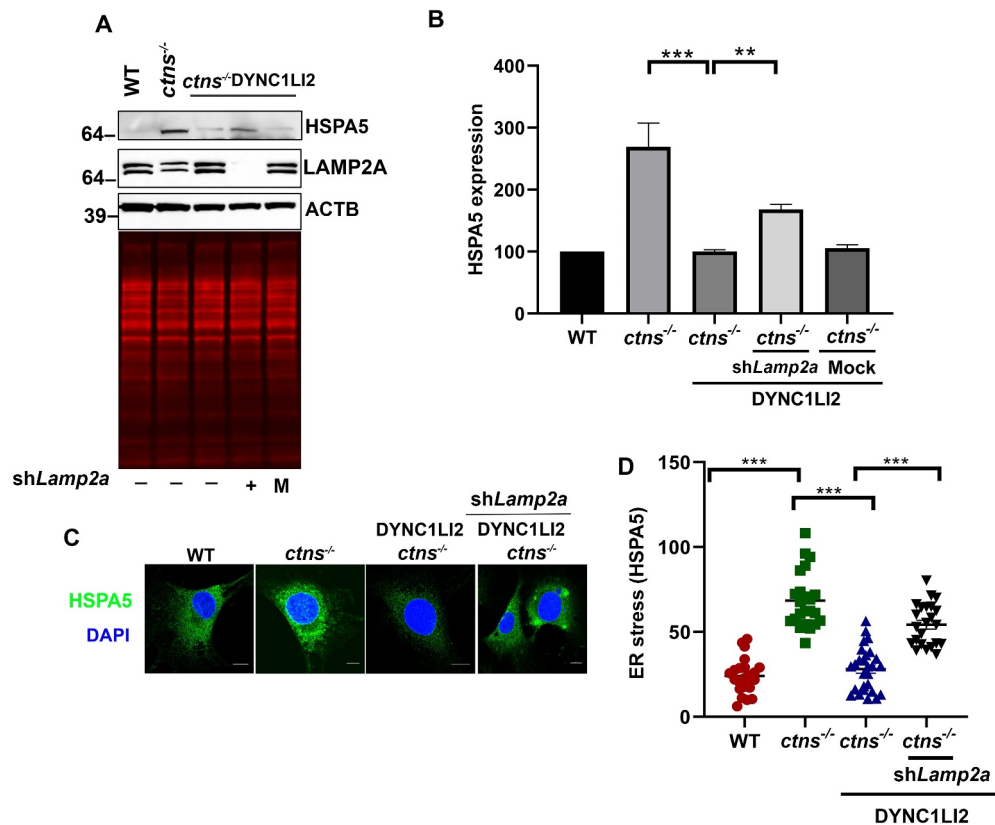 A
WT
ctns-/-
ctns-/-DYNC1LI2
64
HSPA5
64
LAMP2A
39
ACTB
shLamp2a
− − − + M
B
HSPA5 expression
400
300
200
100
0
*** **
WT ctns-/- ctns-/- ctns-/- ctns-/-
shLamp2a Mock
DYNC1LI2
C
shLamp2a
DYNC1LI2 DYNC1LI2
WT ctns-/- ctns-/- ctns-/-
HSPA5
DAPI
D
ER stress (HSPA5)
150
100
50
0
*** ***
***
WT ctns-/- ctns-/- ctns-/-
shLamp2a
DYNC1LI2